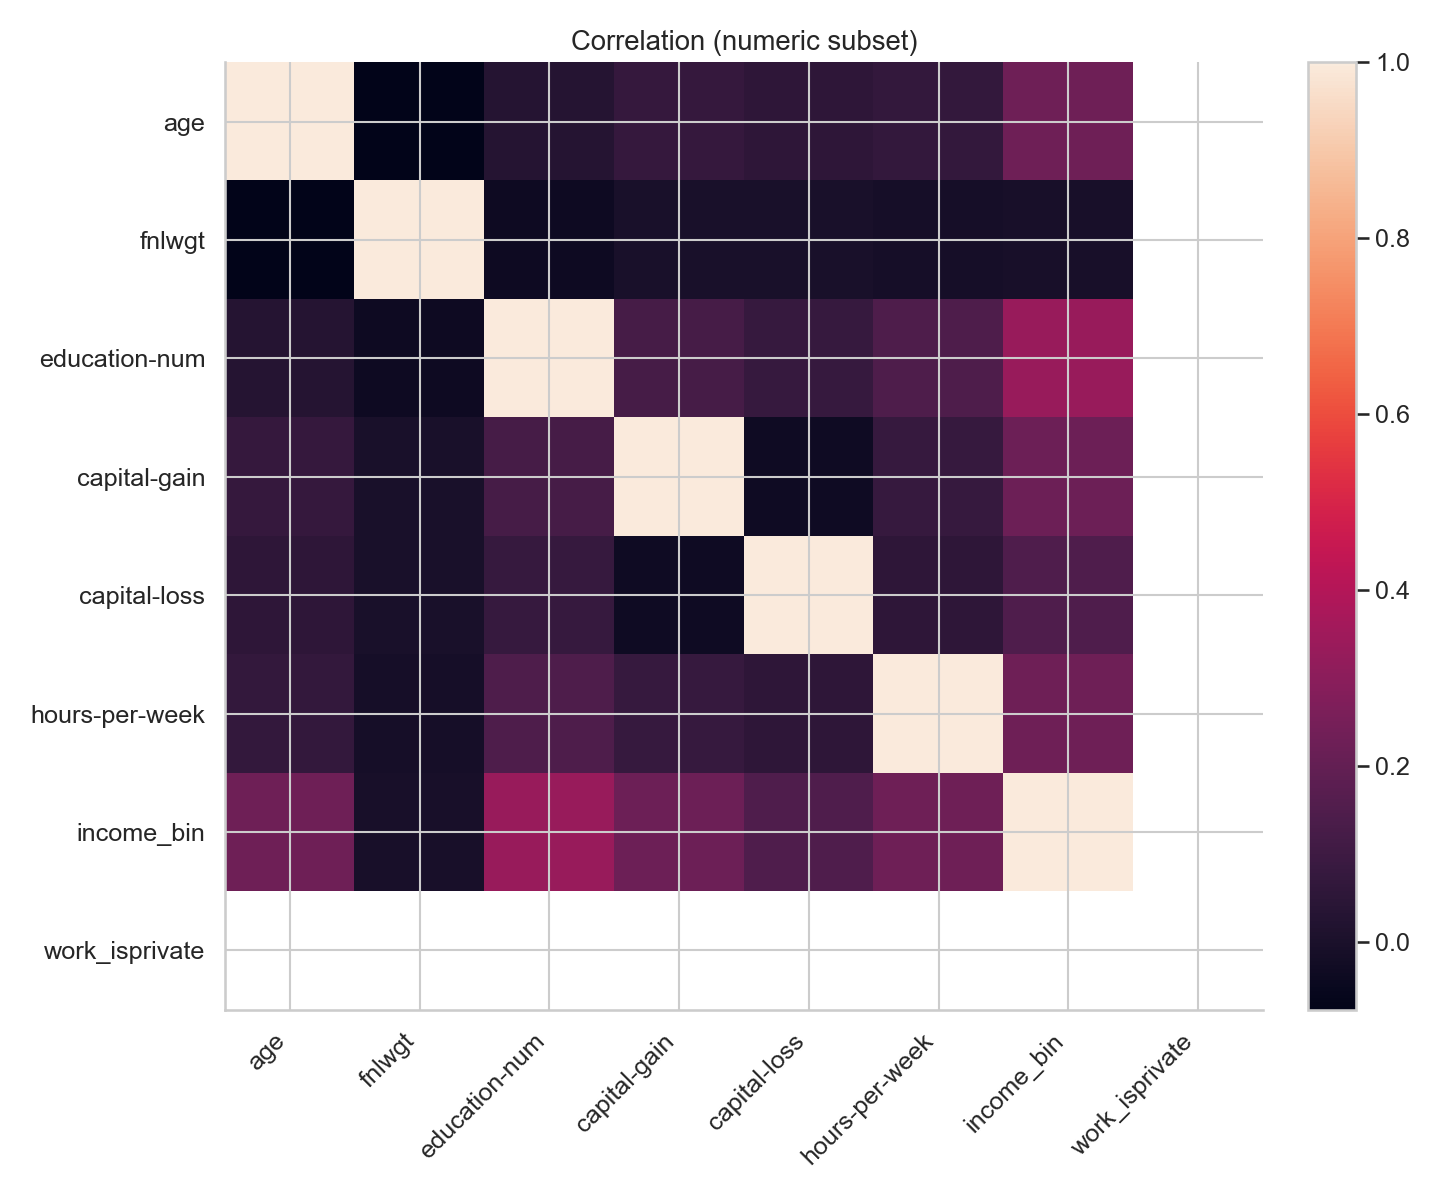 Correlation (numeric subset)
age
fnlwgt
education-num
capital-gain
capital-loss
hours-per-week
income_bin
work_isprivate
age
fnlwgt
education-num
capital-gain
capital-loss
hours-per-week
income_bin
work_isprivate
1.0
0.8
0.6
0.4
0.2
0.0